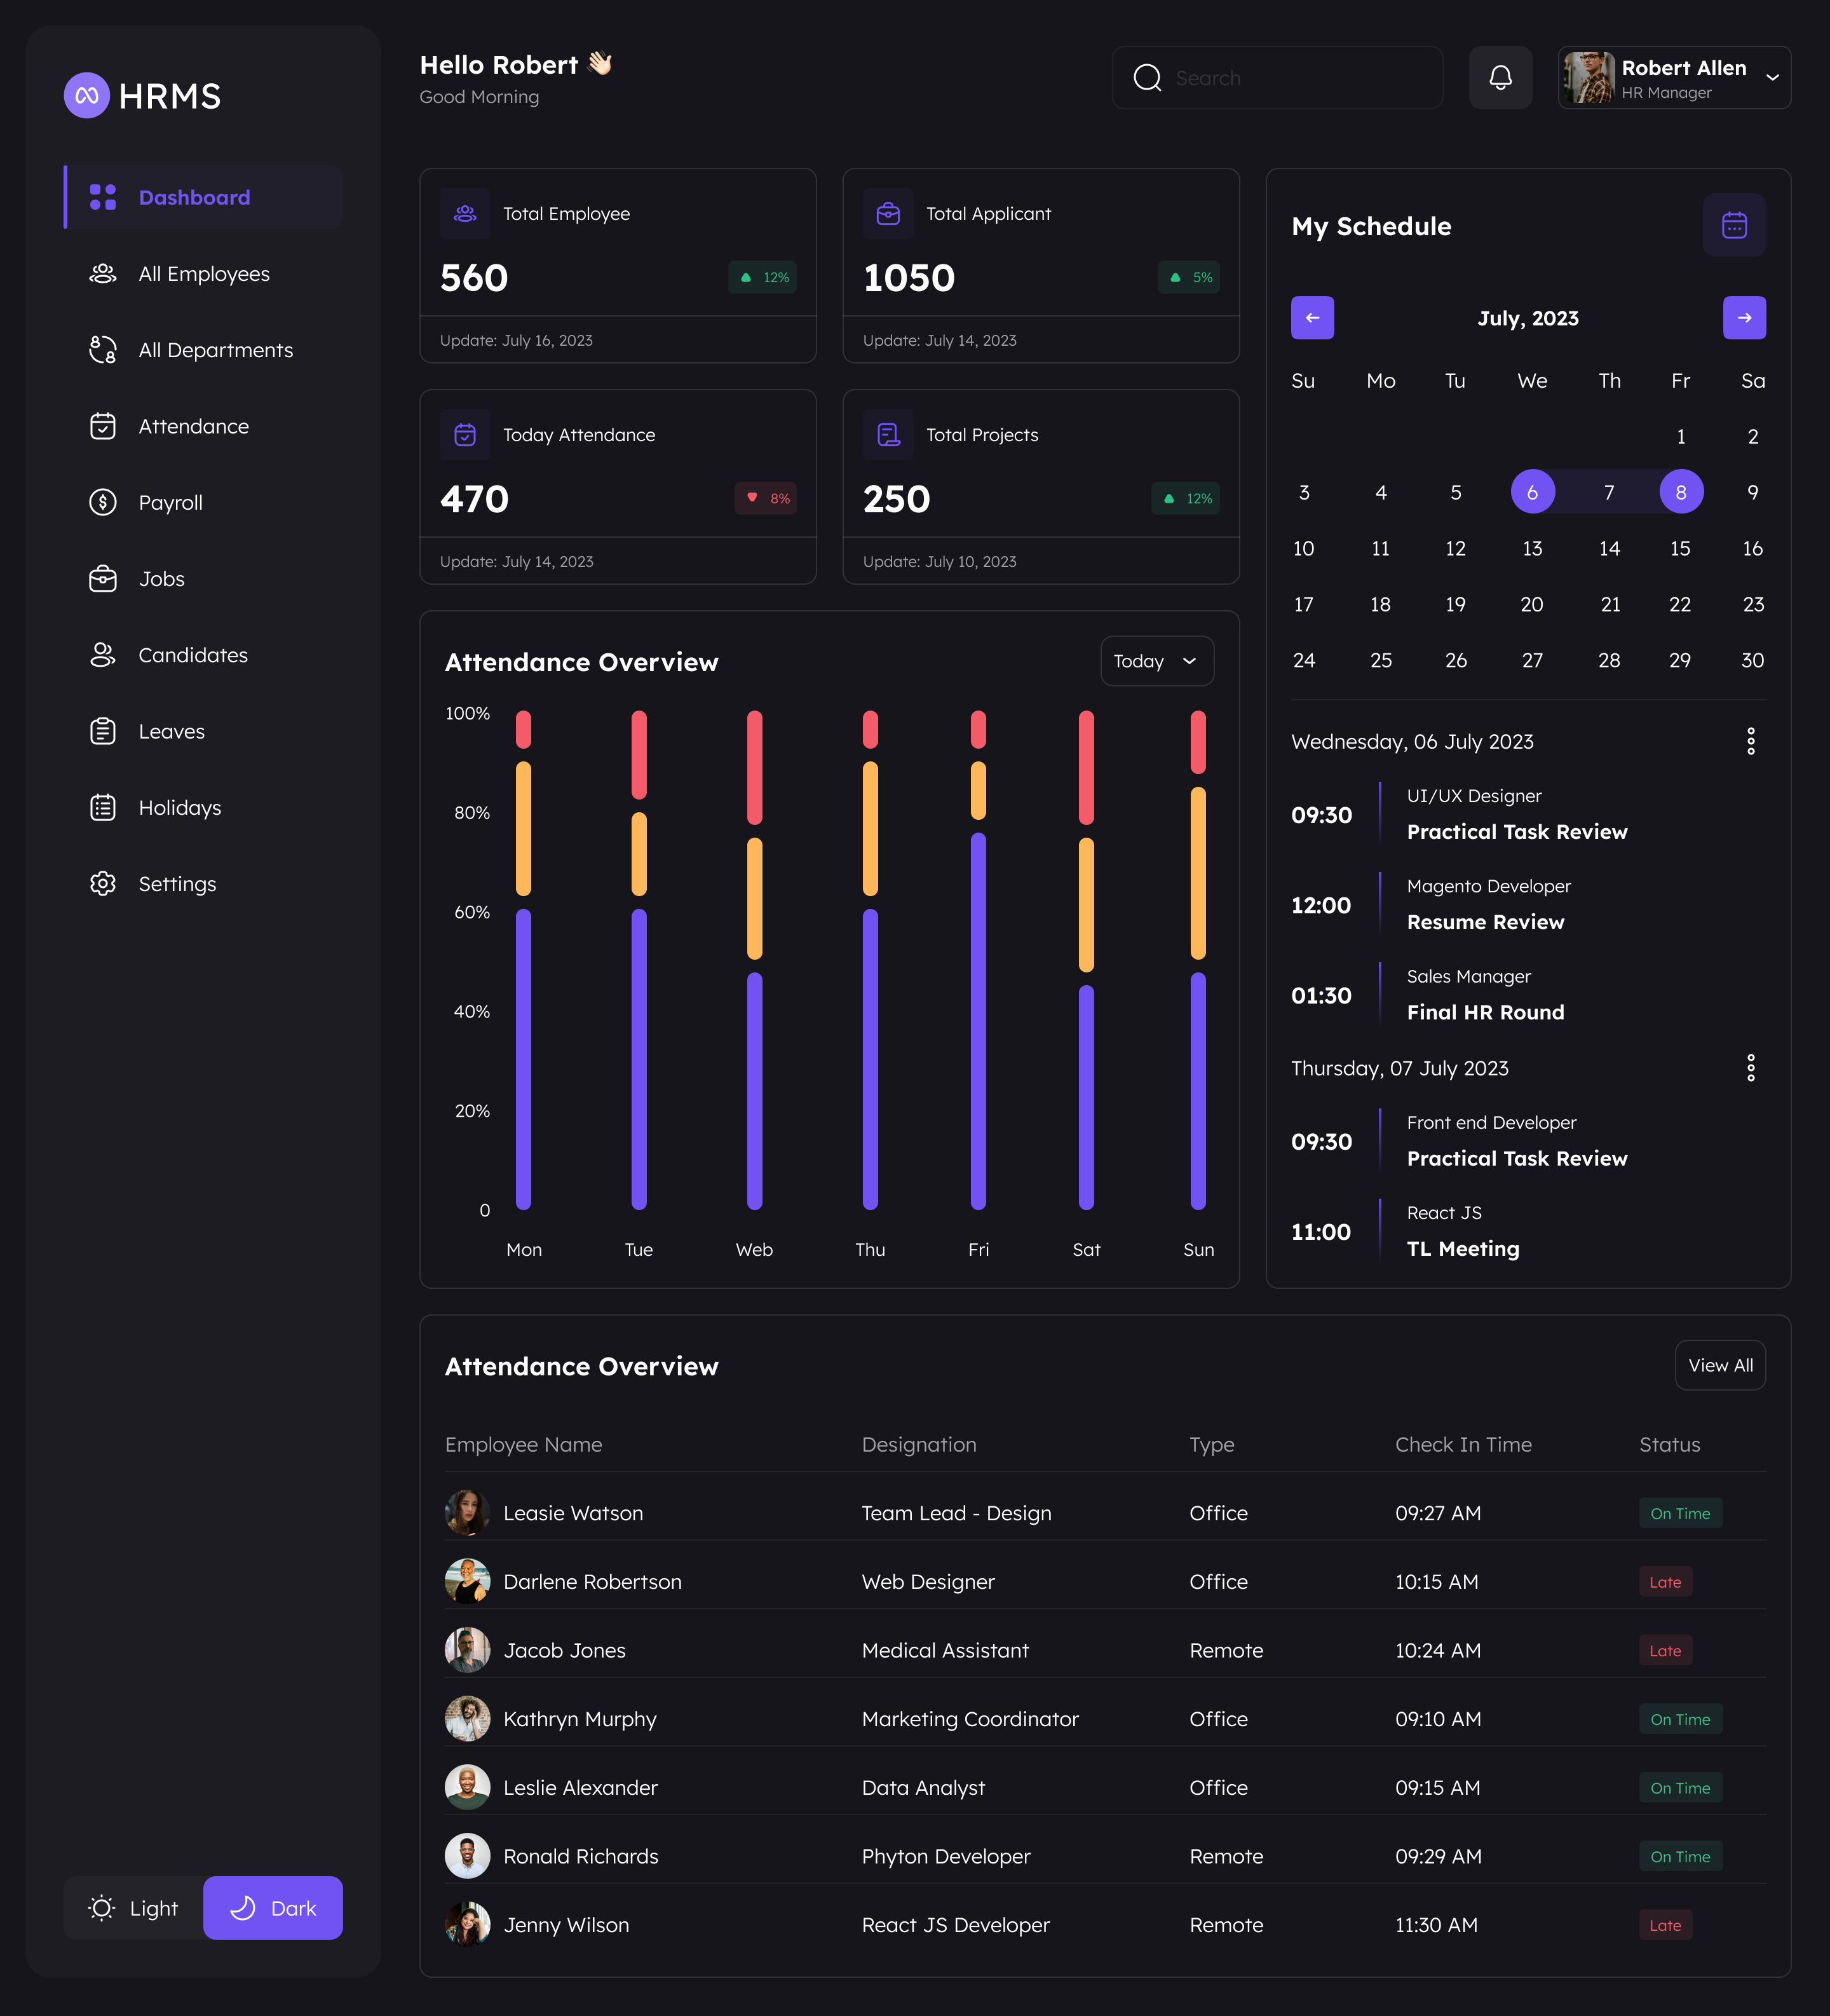 HRMS
Dashboard
All Employees
All Departments
Attendance
Payroll
Jobs
Candidates
Leaves
Holidays
Settings
Light
Dark
Hello Robert 👋🏻
Good Morning
Search
Robert Allen
HR Manager
Total Employee
560
12%
Update: July 16, 2023
Total Applicant
1050
5%
Update: July 14, 2023
Today Attendance
470
8%
Update: July 14, 2023
Total Projects
250
12%
Update: July 10, 2023
Attendance Overview
Today
100%
80%
60%
40%
20%
0
Mon Tue Web Thu Fri Sat Sun
My Schedule
July, 2023
Su Mo Tu We Th Fr Sa
1 2
3 4 5 6 7 8 9
10 11 12 13 14 15 16
17 18 19 20 21 22 23
24 25 26 27 28 29 30
Wednesday, 06 July 2023
09:30
UI/UX Designer
Practical Task Review
12:00
Magento Developer
Resume Review
01:30
Sales Manager
Final HR Round
Thursday, 07 July 2023
09:30
Front end Developer
Practical Task Review
11:00
React JS
TL Meeting
Attendance Overview
View All
Employee Name Designation Type Check In Time Status
Leasie Watson Team Lead - Design Office 09:27 AM On Time
Darlene Robertson Web Designer Office 10:15 AM Late
Jacob Jones Medical Assistant Remote 10:24 AM Late
Kathryn Murphy Marketing Coordinator Office 09:10 AM On Time
Leslie Alexander Data Analyst Office 09:15 AM On Time
Ronald Richards Phyton Developer Remote 09:29 AM On Time
Jenny Wilson React JS Developer Remote 11:30 AM Late